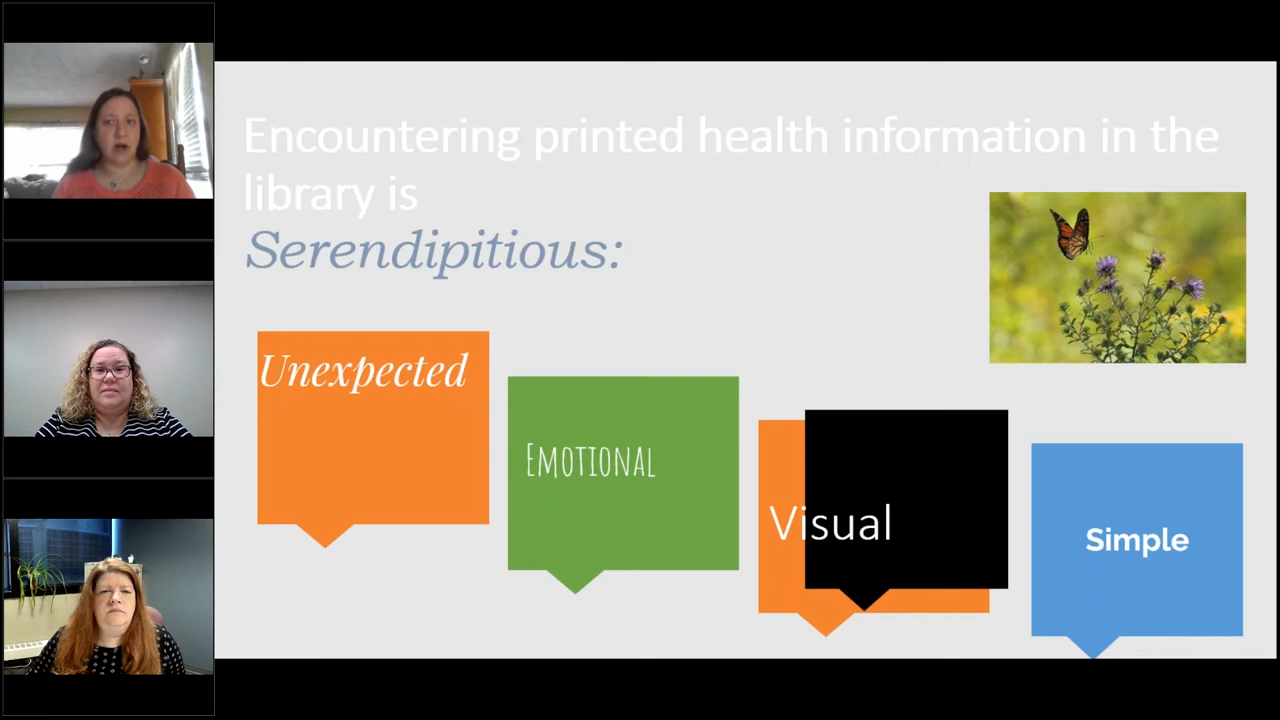 Encountering printed health information in the
library is
Serendipitious:
Unexpected
Emotional
Visual
Simple